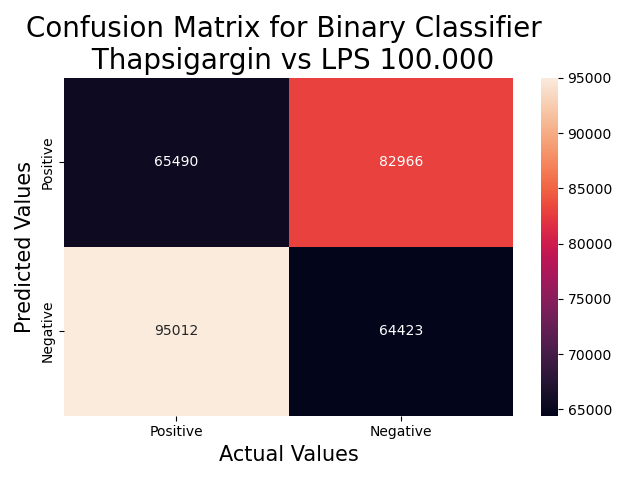 Confusion Matrix for Binary Classifier
Thapsigargin vs LPS 100.000
Predicted Values
Positive
Negative
65490
82966
95012
64423
Positive
Negative
Actual Values
95000
90000
85000
80000
75000
70000
65000